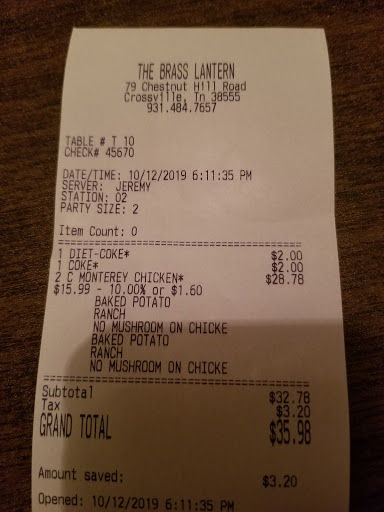 THE BRASS LANTERN
79 Chestnut Hill Road
Crossville, Tn 38555
931.484.7657
TABLE # T 10
CHECK# 45670
DATE/TIME: 10/12/2019 6:11:35 PM
SERVER: JEREMY
STATION: 02
PARTY SIZE: 2
Item Count: 0
1 DIET-COKE* $2.00
1 COKE* $2.00
2 C MONTEREY CHICKEN* $28.78
$15.99 - 10.00% or $1.60
BAKED POTATO
RANCH
NO MUSHROOM ON CHICKE
BAKED POTATO
RANCH
NO MUSHROOM ON CHICKE
Subtotal $32.78
Tax $3.20
GRAND TOTAL $35.98
Amount saved: $3.20
Opened: 10/12/2019 6:11:35 PM